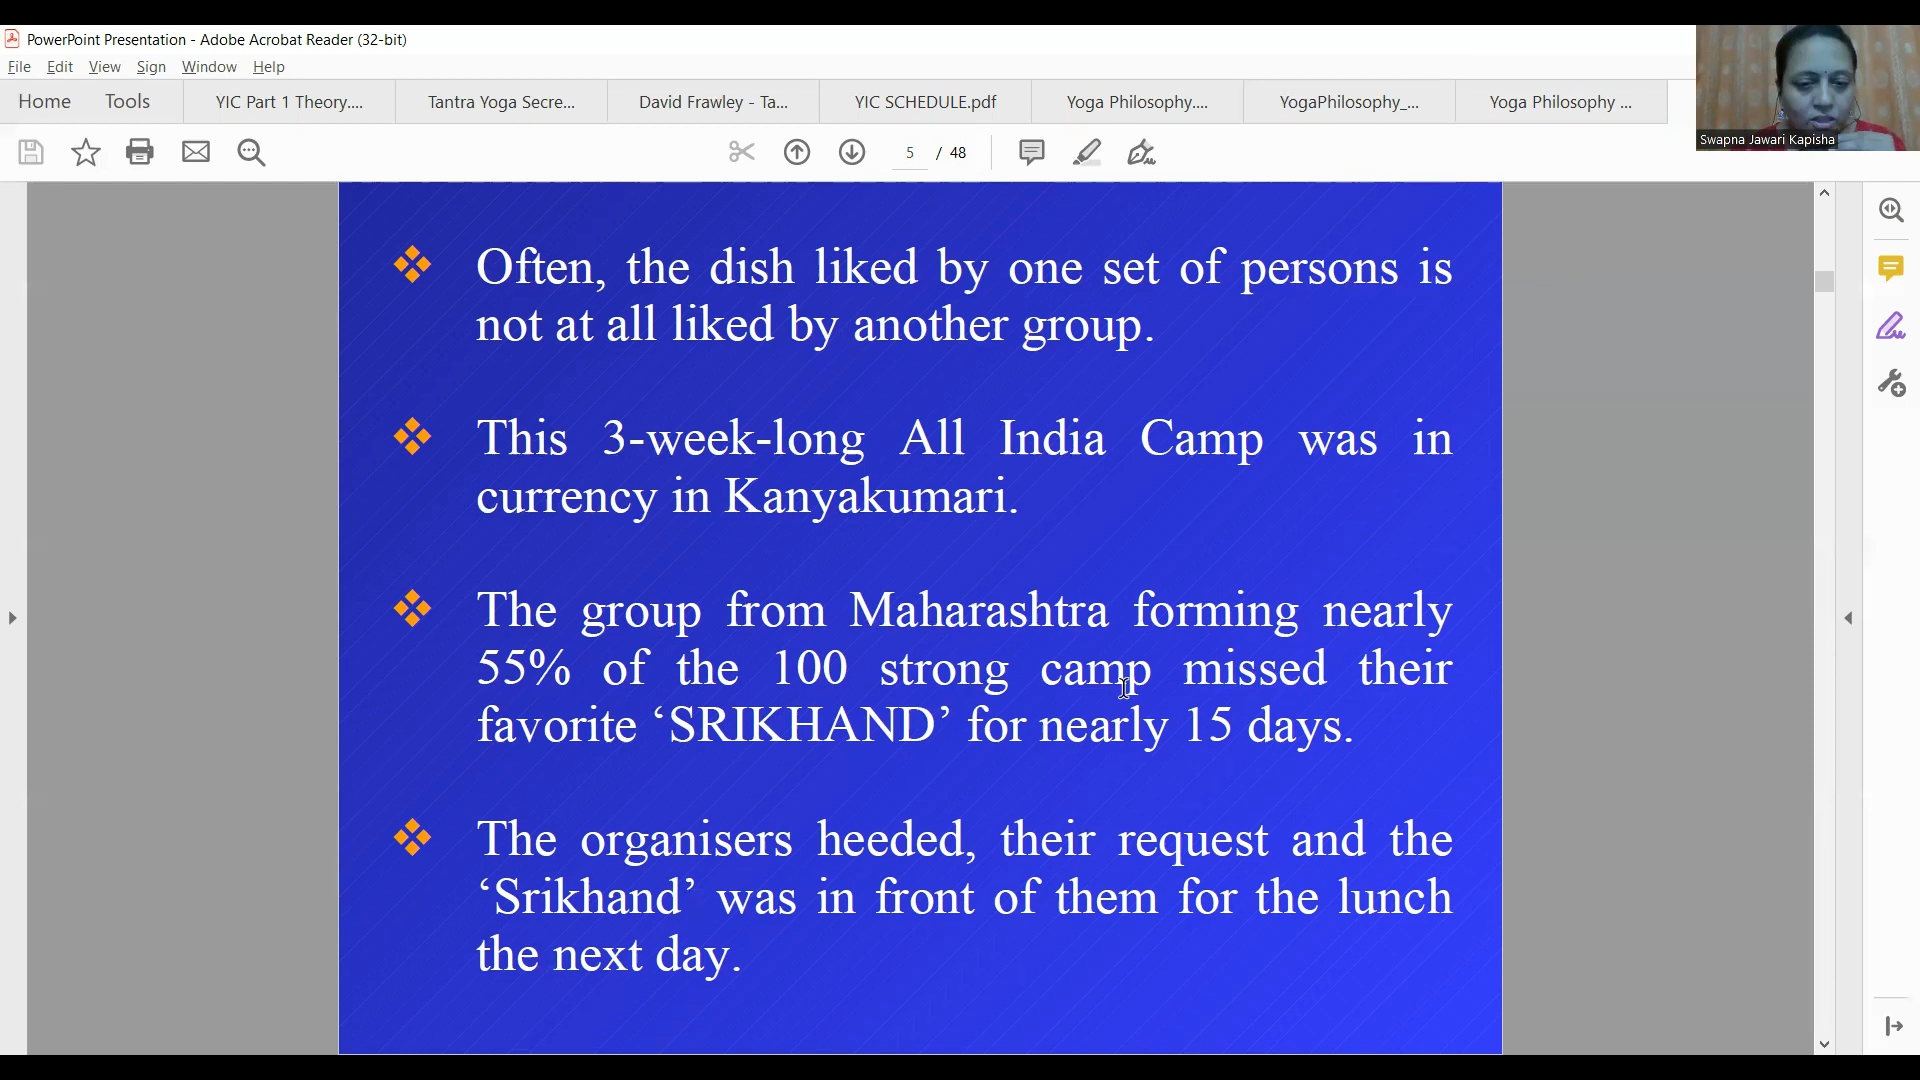 PowerPoint Presentation - Adobe Acrobat Reader (32-bit)
File Edit View Sign Window Help
Home Tools YIC Part 1 Theory.... Tantra Yoga Secre... David Frawley - Ta... YIC SCHEDULE.pdf Yoga Philosophy.... YogaPhilosophy_... Yoga Philosophy ...
Swapna Jawari Kapisha
5 / 48
Often, the dish liked by one set of persons is
not at all liked by another group.
This 3-week-long All India Camp was in
currency in Kanyakumari.
The group from Maharashtra forming nearly
55% of the 100 strong camp missed their
favorite ‘SRIKHAND’ for nearly 15 days.
The organisers heeded, their request and the
‘Srikhand’ was in front of them for the lunch
the next day.